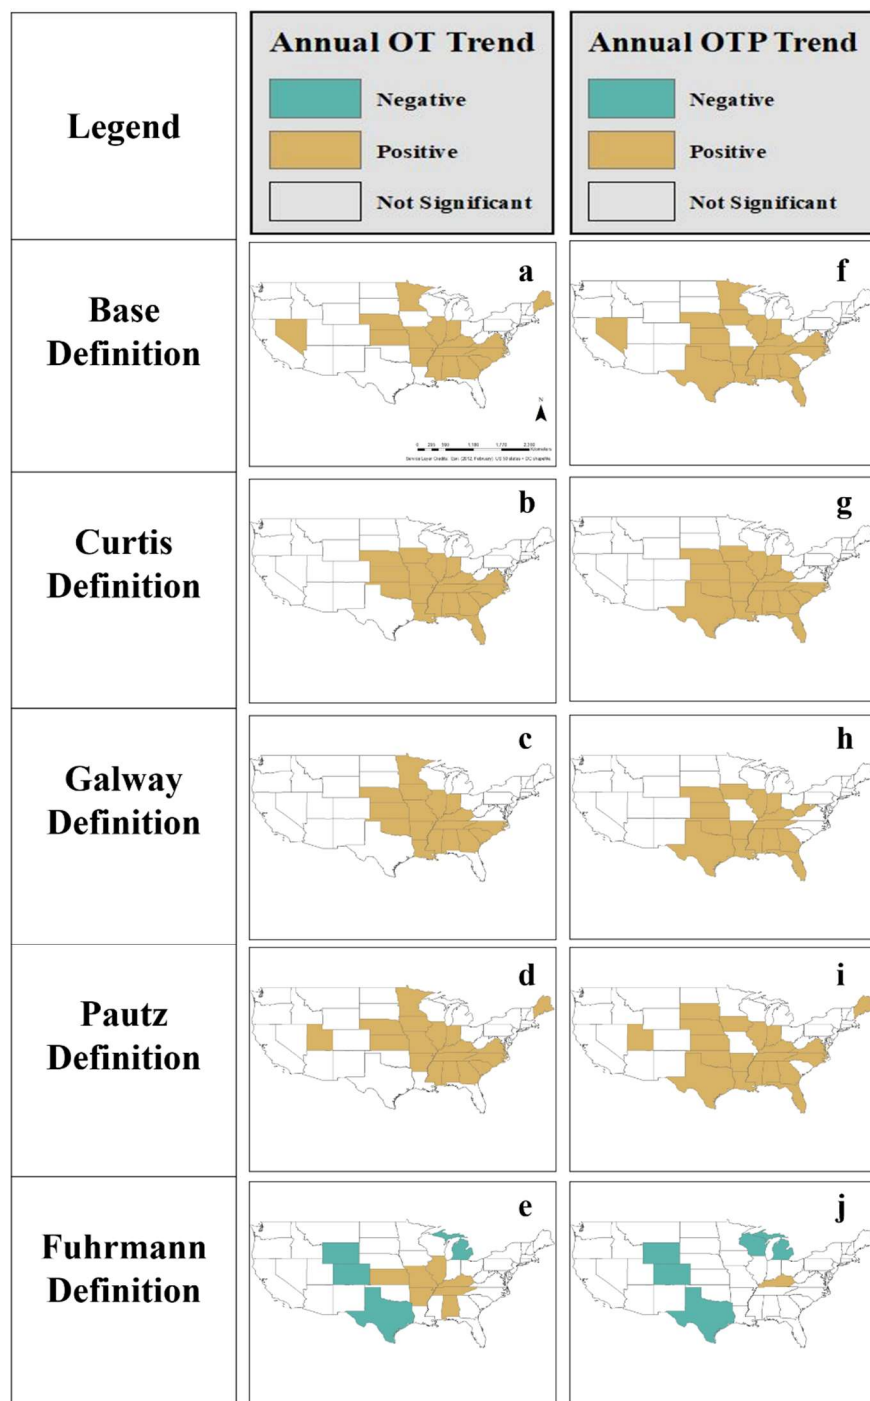 Legend
Annual OT Trend
Negative
Positive
Not Significant
Annual OTP Trend
Negative
Positive
Not Significant
Base
Definition
a
N
f
Curtis
Definition
b
g
Galway
Definition
c
h
Pautz
Definition
d
i
Fuhrmann
Definition
e
j